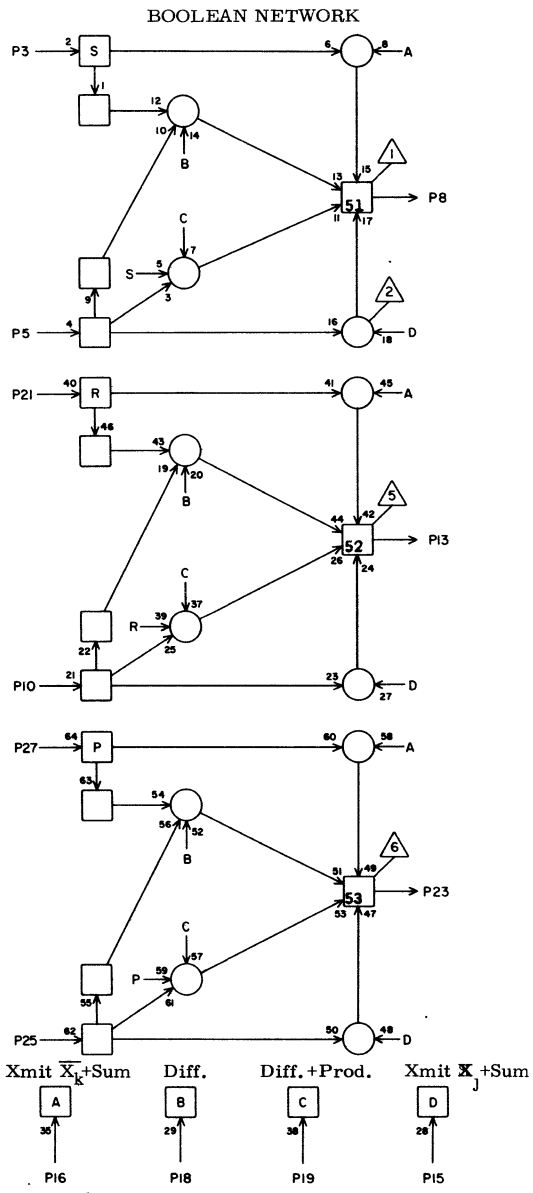 BOOLEAN NETWORK
P3 2 S 6 8 A
1
12
10 14
B
13 15 1
51 P8
11 17
C
7
S 5
3
9
2
P5 4 16 18 D
P21 40 R 41 45 A
46
43
19 20
B
5
44 42
52 P13
26 24
C
37
R 39
25
22
P10 21 23 27 D
P27 64 P 60 58 A
63
54
56 52
B
6
51 49
53 P23
53 47
C
57
P 59
61
55
P25 62 50 48 D
Xmit X̅k+Sum Diff. Diff.+Prod. Xmit Xj+Sum
A B C D
35 29 38 28
P16 P18 P19 P15